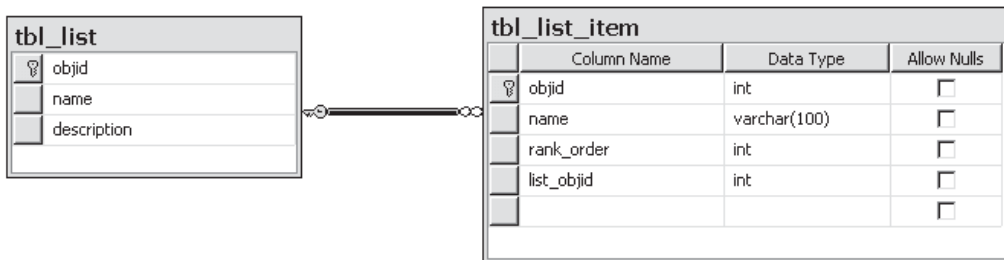 tbl_list
objid
name
description
tbl_list_item
Column Name Data Type Allow Nulls
objid int
name varchar(100)
rank_order int
list_objid int